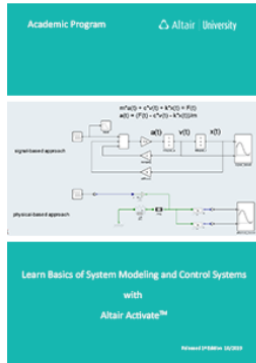 Academic Program
Altair | University
m*a(t) + c*v(t) + k*x(t) = F(t)
a(t) = (F(t) - c*v(t) - k*x(t))/m
a(t) v(t) x(t)
signal-based approach
physical-based approach
Learn Basics of System Modeling and Control Systems
with
Altair Activate™